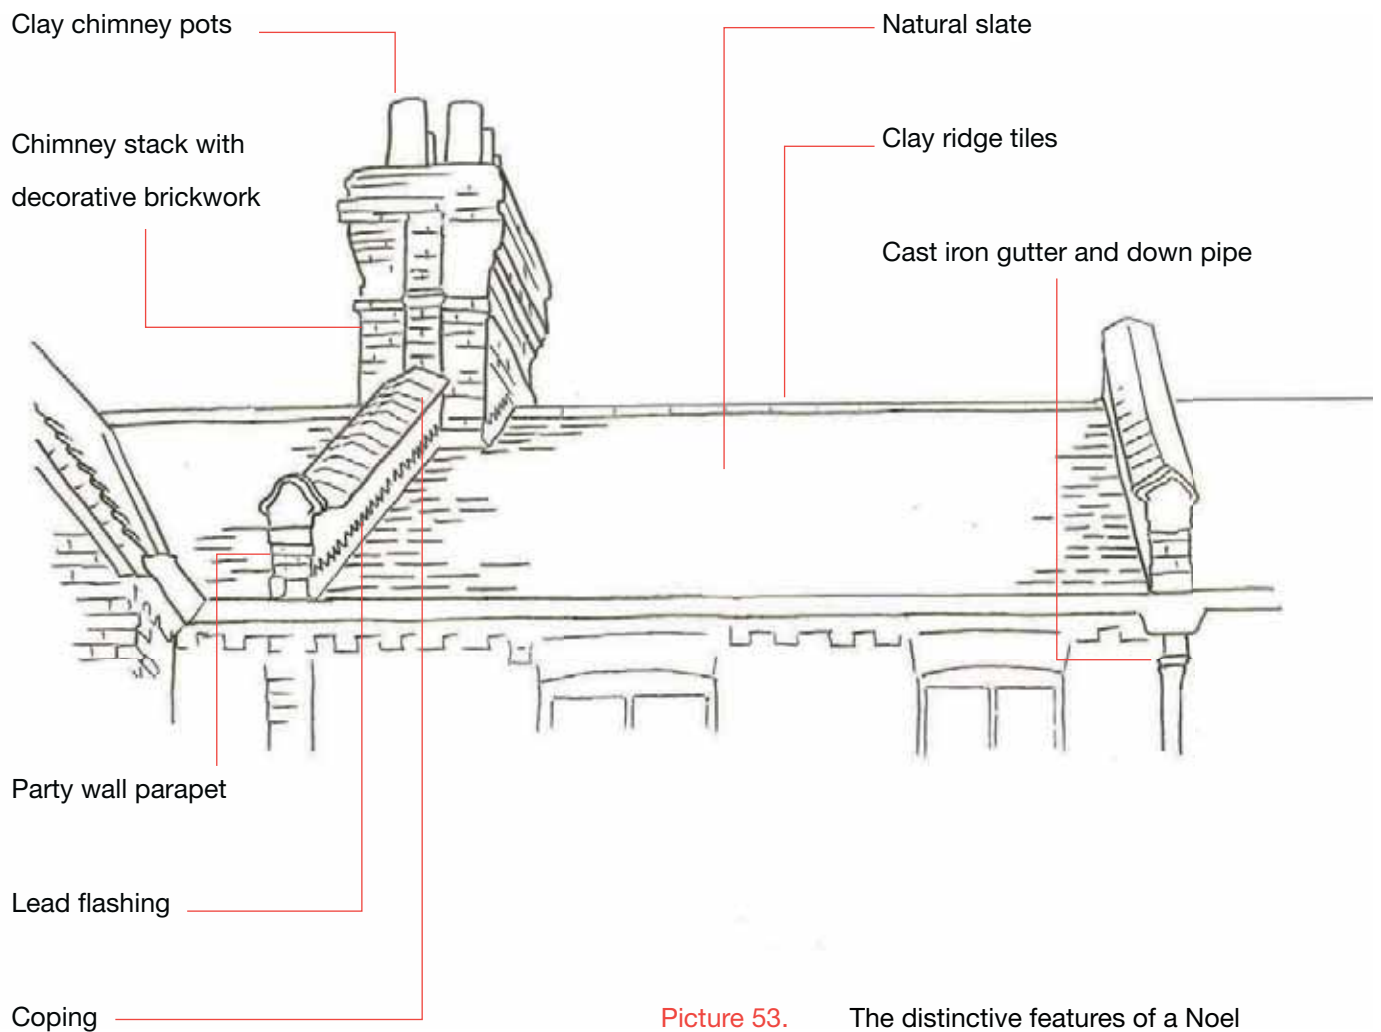 Clay chimney pots
Natural slate
Chimney stack with
decorative brickwork
Clay ridge tiles
Cast iron gutter and down pipe
Party wall parapet
Lead flashing
Coping
Picture 53. The distinctive features of a Noel